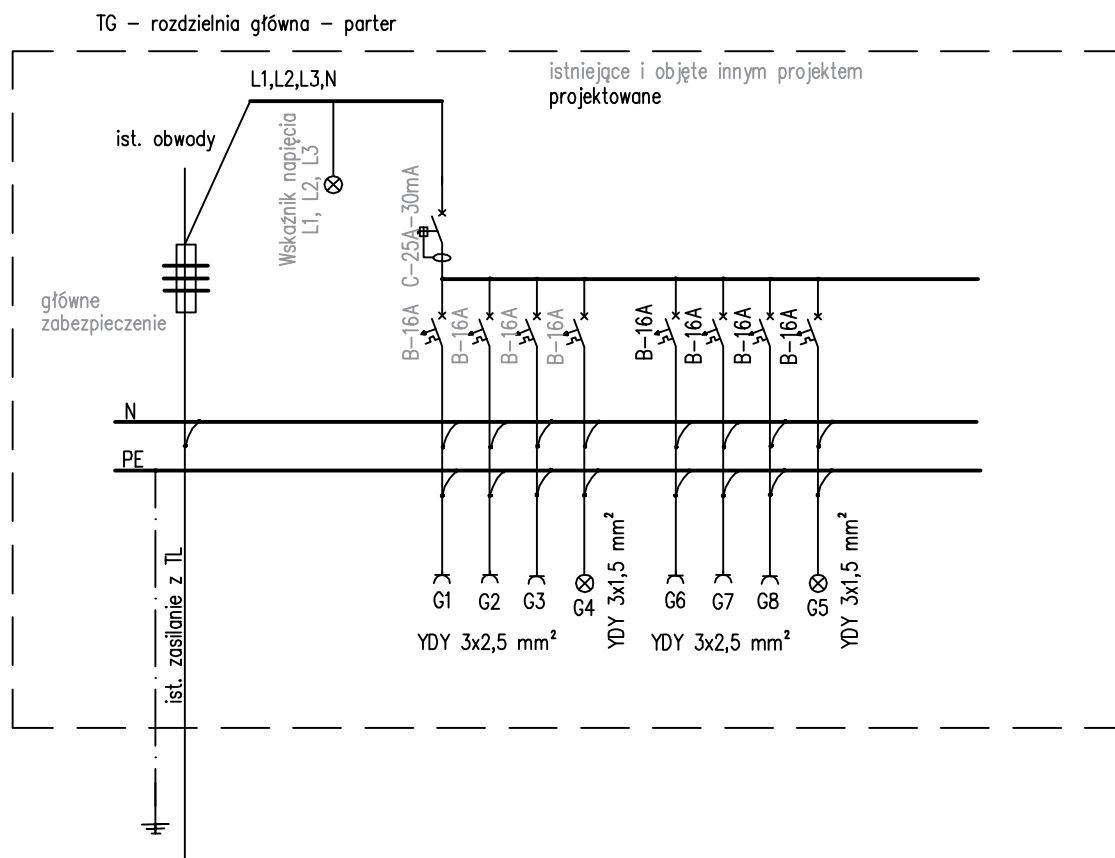 TG – rozdzielnia główna – parter
istniejące i objęte innym projektem
projektowane
L1,L2,L3,N
ist. obwody
Wskaźnik napięcia
L1, L2, L3
C–25A–30mA
główne
zabezpieczenie
B–16A
B–16A
B–16A
B–16A
B–16A
B–16A
B–16A
B–16A
N
PE
ist. zasilanie z TL
G1
G2
G3
G4
YDY 3x1,5 mm²
G6
G7
G8
G5
YDY 3x1,5 mm²
YDY 3x2,5 mm²
YDY 3x2,5 mm²